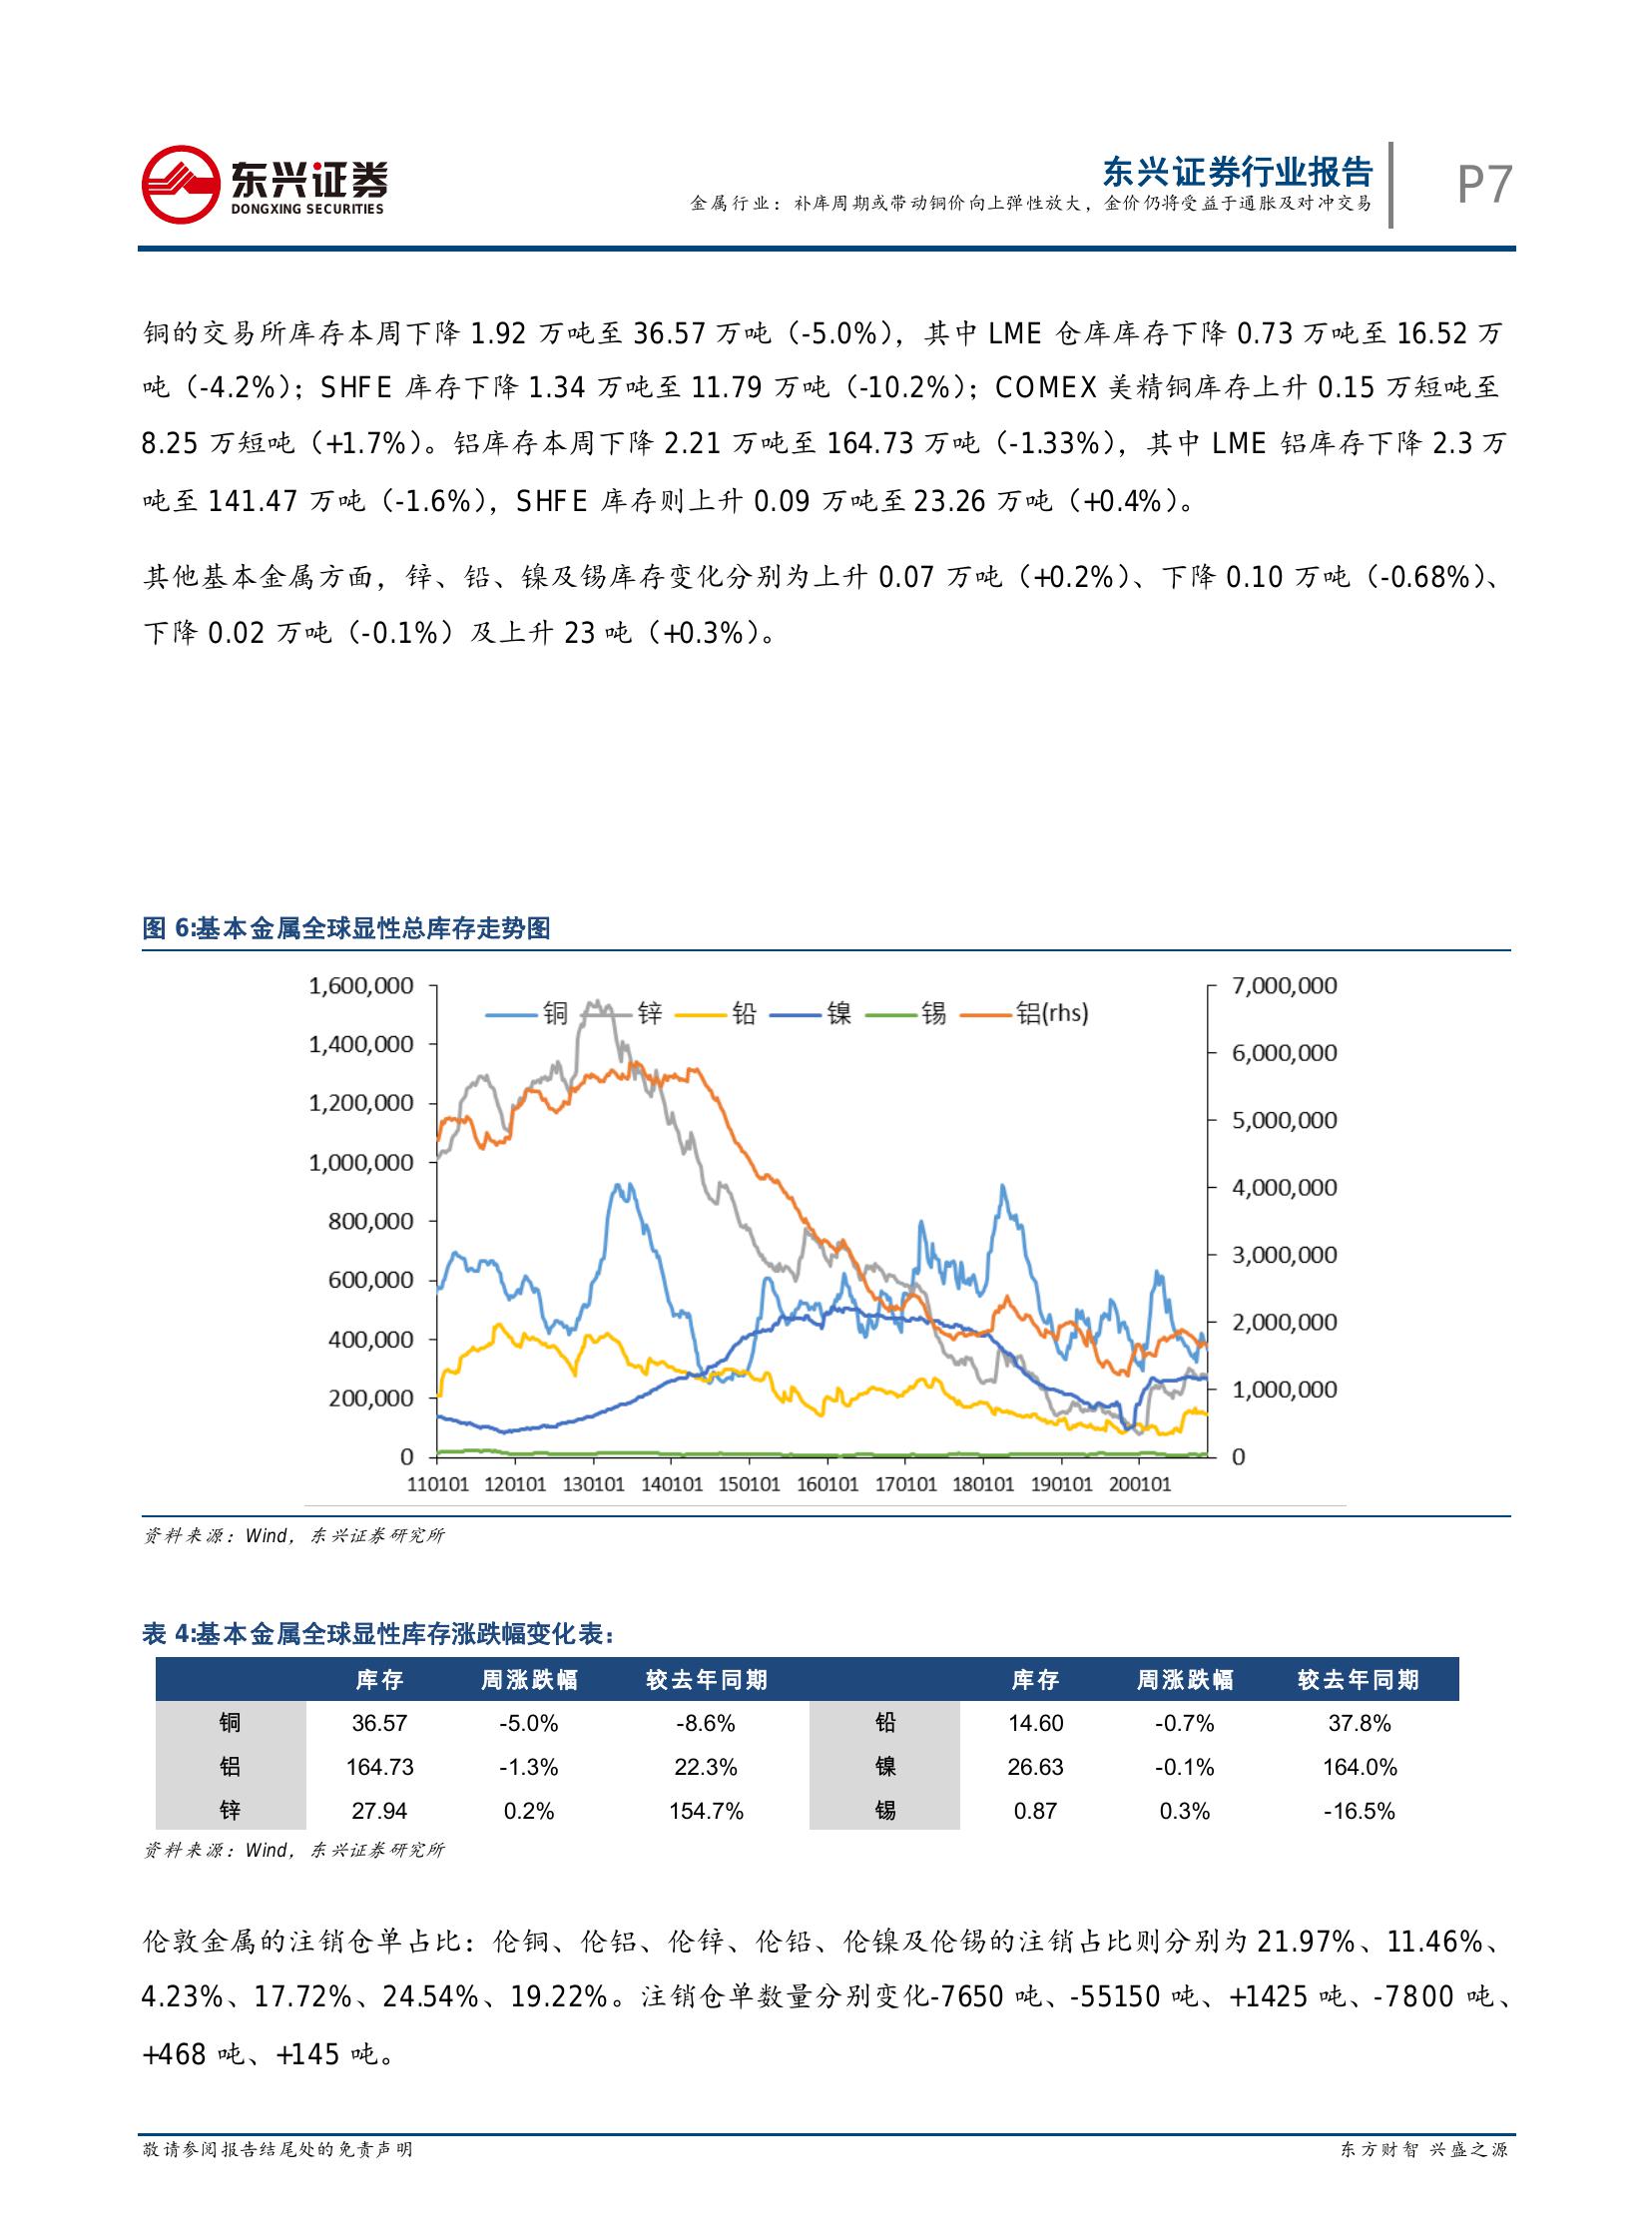 东兴证券
DONGXING SECURITIES
东兴证券行业报告
金属行业：补库周期或带动铜价向上弹性放大，金价仍将受益于通胀及对冲交易
P7
铜的交易所库存本周下降 1.92 万吨至 36.57 万吨（-5.0%），其中 LME 仓库库存下降 0.73 万吨至 16.52 万
吨（-4.2%）；SHFE 库存下降 1.34 万吨至 11.79 万吨（-10.2%）；COMEX 美精铜库存上升 0.15 万短吨至
8.25 万短吨（+1.7%）。铝库存本周下降 2.21 万吨至 164.73 万吨（-1.33%），其中 LME 铝库存下降 2.3 万
吨至 141.47 万吨（-1.6%），SHFE 库存则上升 0.09 万吨至 23.26 万吨（+0.4%）。
其他基本金属方面，锌、铅、镍及锡库存变化分别为上升 0.07 万吨（+0.2%）、下降 0.10 万吨（-0.68%）、
下降 0.02 万吨（-0.1%）及上升 23 吨（+0.3%）。
图 6:基本金属全球显性总库存走势图
铜 锌 铅 镍 锡 铝(rhs)
1,600,000
1,400,000
1,200,000
1,000,000
800,000
600,000
400,000
200,000
0
7,000,000
6,000,000
5,000,000
4,000,000
3,000,000
2,000,000
1,000,000
0
110101 120101 130101 140101 150101 160101 170101 180101 190101 200101
资料来源：Wind，东兴证券研究所
表 4:基本金属全球显性库存涨跌幅变化表：
库存 周涨跌幅 较去年同期 库存 周涨跌幅 较去年同期
铜 36.57 -5.0% -8.6% 铅 14.60 -0.7% 37.8%
铝 164.73 -1.3% 22.3% 镍 26.63 -0.1% 164.0%
锌 27.94 0.2% 154.7% 锡 0.87 0.3% -16.5%
资料来源：Wind，东兴证券研究所
伦敦金属的注销仓单占比：伦铜、伦铝、伦锌、伦铅、伦镍及伦锡的注销占比则分别为 21.97%、11.46%、
4.23%、17.72%、24.54%、19.22%。注销仓单数量分别变化-7650 吨、-55150 吨、+1425 吨、-7800 吨、
+468 吨、+145 吨。
敬请参阅报告结尾处的免责声明
东方财智 兴盛之源